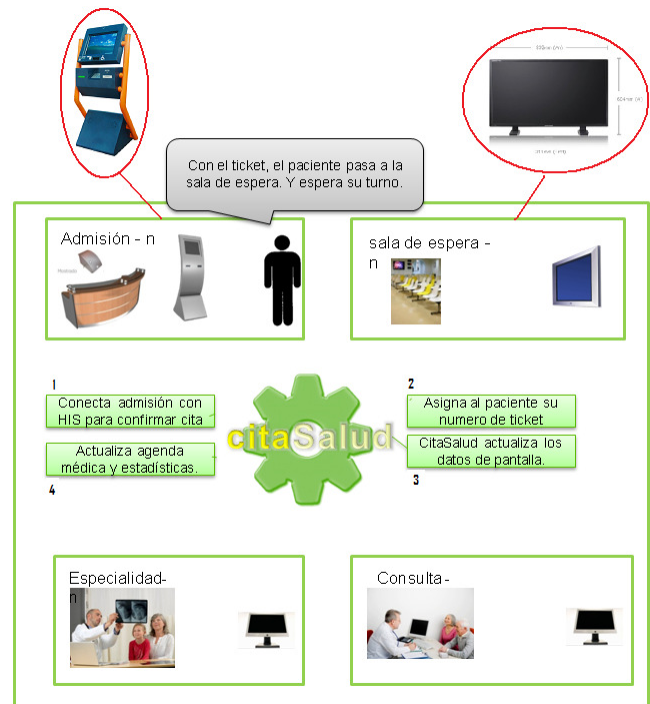 Con el ticket, el paciente pasa a la
sala de espera. Y espera su turno.
Admisión - n
sala de espera -
n
1
Conecta admisión con
HIS para confirmar cita
2
Asigna al paciente su
numero de ticket
citaSalud
Actualiza agenda
médica y estadísticas.
4
CitaSalud actualiza los
datos de pantalla.
3
Especialidad-
n
Consulta -